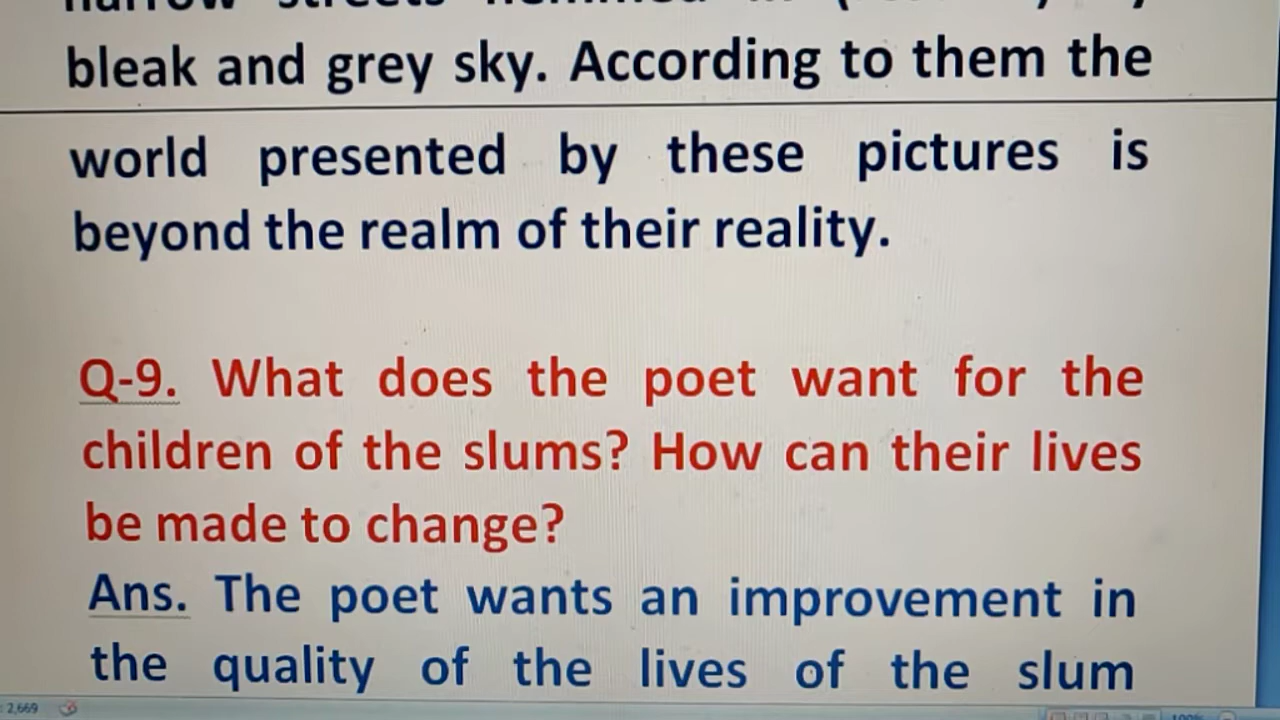 bleak and grey sky. According to them the
world presented by these pictures is
beyond the realm of their reality.
Q-9. What does the poet want for the
children of the slums? How can their lives
be made to change?
Ans. The poet wants an improvement in
the quality of the lives of the slum
: 2,669